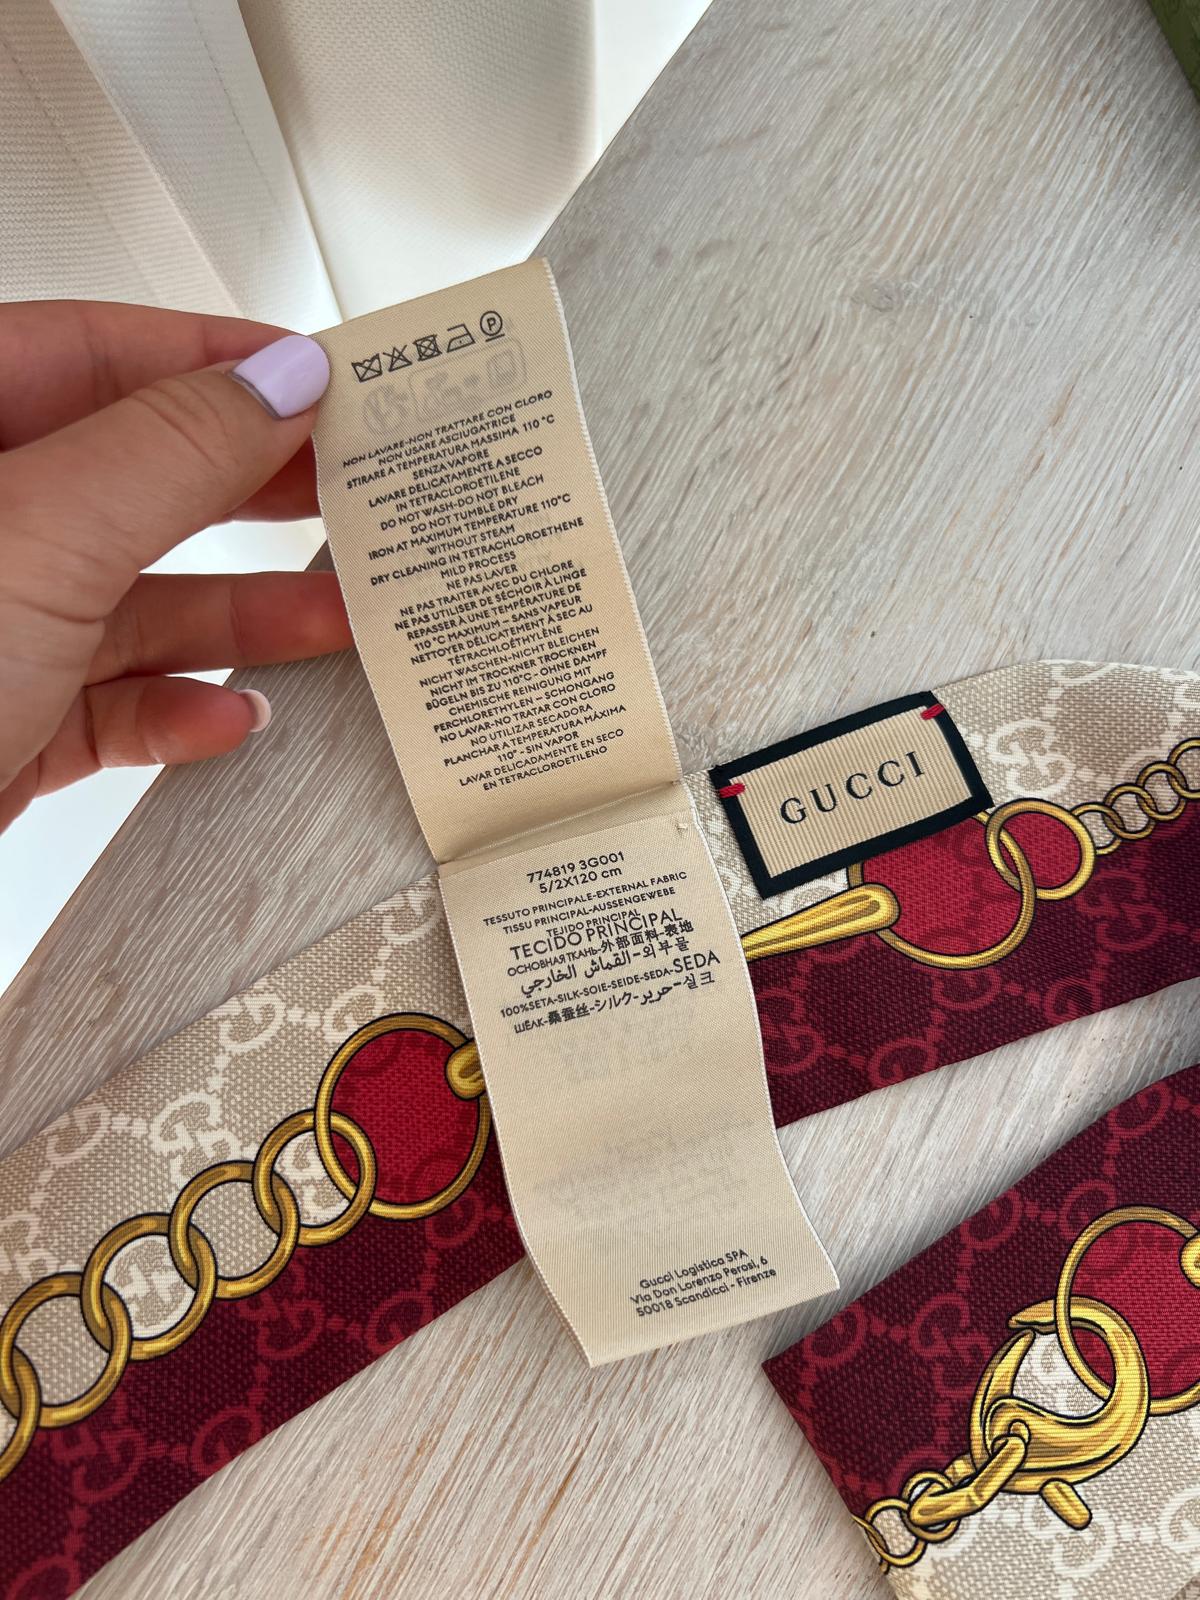 P
NON LAVARE-NON TRATTARE CON CLORO
NON USARE ASCIUGATRICE
STIRARE A TEMPERATURA MASSIMA 110 °C
SENZA VAPORE
LAVARE DELICATAMENTE A SECCO
IN TETRACLOROETILENE
DO NOT WASH-DO NOT BLEACH
DO NOT TUMBLE DRY
IRON AT MAXIMUM TEMPERATURE 110°C
WITHOUT STEAM
DRY CLEANING IN TETRACHLOROETHENE
MILD PROCESS
NE PAS LAVER
NE PAS TRAITER AVEC DU CHLORE
NE PAS UTILISER DE SÉCHOIR À LINGE
REPASSER À UNE TEMPÉRATURE DE
110 °C MAXIMUM – SANS VAPEUR
NETTOYER DÉLICATEMENT À SEC AU
TÉTRACHLOÉTHYLÈNE
NICHT WASCHEN-NICHT BLEICHEN
NICHT IM TROCKNER TROCKNEN
BÜGELN BIS ZU 110°C - OHNE DAMPF
CHEMISCHE REINIGUNG MIT
PERCHLORETHYLEN – SCHONGANG
NO LAVAR-NO TRATAR CON CLORO
NO UTILIZAR SECADORA
PLANCHAR A TEMPERATURA MÁXIMA
110° - SIN VAPOR
LAVAR DELICADAMENTE EN SECO
EN TETRACLOROETILENO
GUCCI
774819 3G001
5/2X120 cm
TESSUTO PRINCIPALE-EXTERNAL FABRIC
TISSU PRINCIPAL-AUSSENGEWEBE
TEJIDO PRINCIPAL
TECIDO PRINCIPAL
ОСНОВНАЯ ТКАНЬ-外部面料-表地
القماش الخارجي-외부물
100%SETA-SILK-SOIE-SEIDE-SEDA-SEDA
ШЕЛК-桑蚕丝-シルク-حرير-실크
Gucci Logistica SPA
Via Don Lorenzo Perosi, 6
50018 Scandicci - Firenze